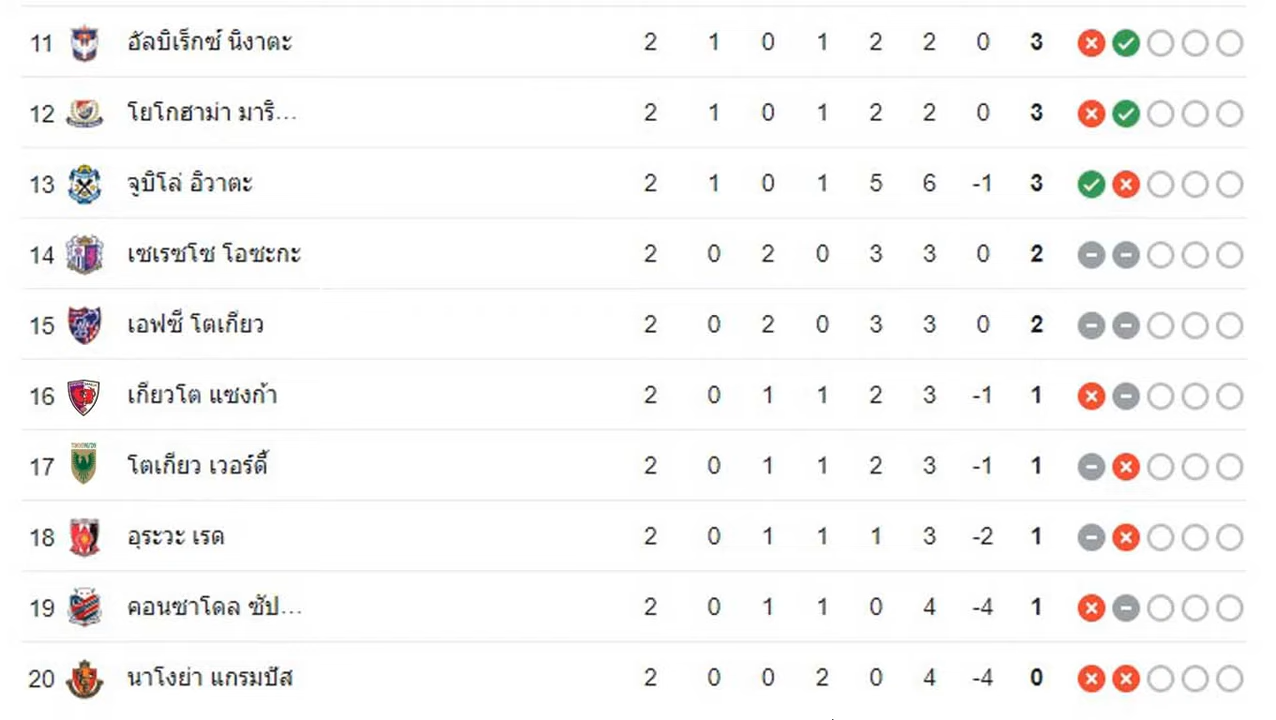 11 อัลบิเร็กซ์ นิงาตะ 2 1 0 1 2 2 0 3
12 โยโกฮาม่า มาริ... 2 1 0 1 2 2 0 3
13 จูบิโล่ อิวาตะ 2 1 0 1 5 6 -1 3
14 เซเรซโซ โอซะกะ 2 0 2 0 3 3 0 2
15 เอฟซี โตเกียว 2 0 2 0 3 3 0 2
16 เกียวโต แซงก้า 2 0 1 1 2 3 -1 1
17 โตเกียว เวอร์ดี้ 2 0 1 1 2 3 -1 1
18 อุระวะ เรด 2 0 1 1 1 3 -2 1
19 คอนซาโดล ซัป... 2 0 1 1 0 4 -4 1
20 นาโงย่า แกรมปัส 2 0 0 2 0 4 -4 0